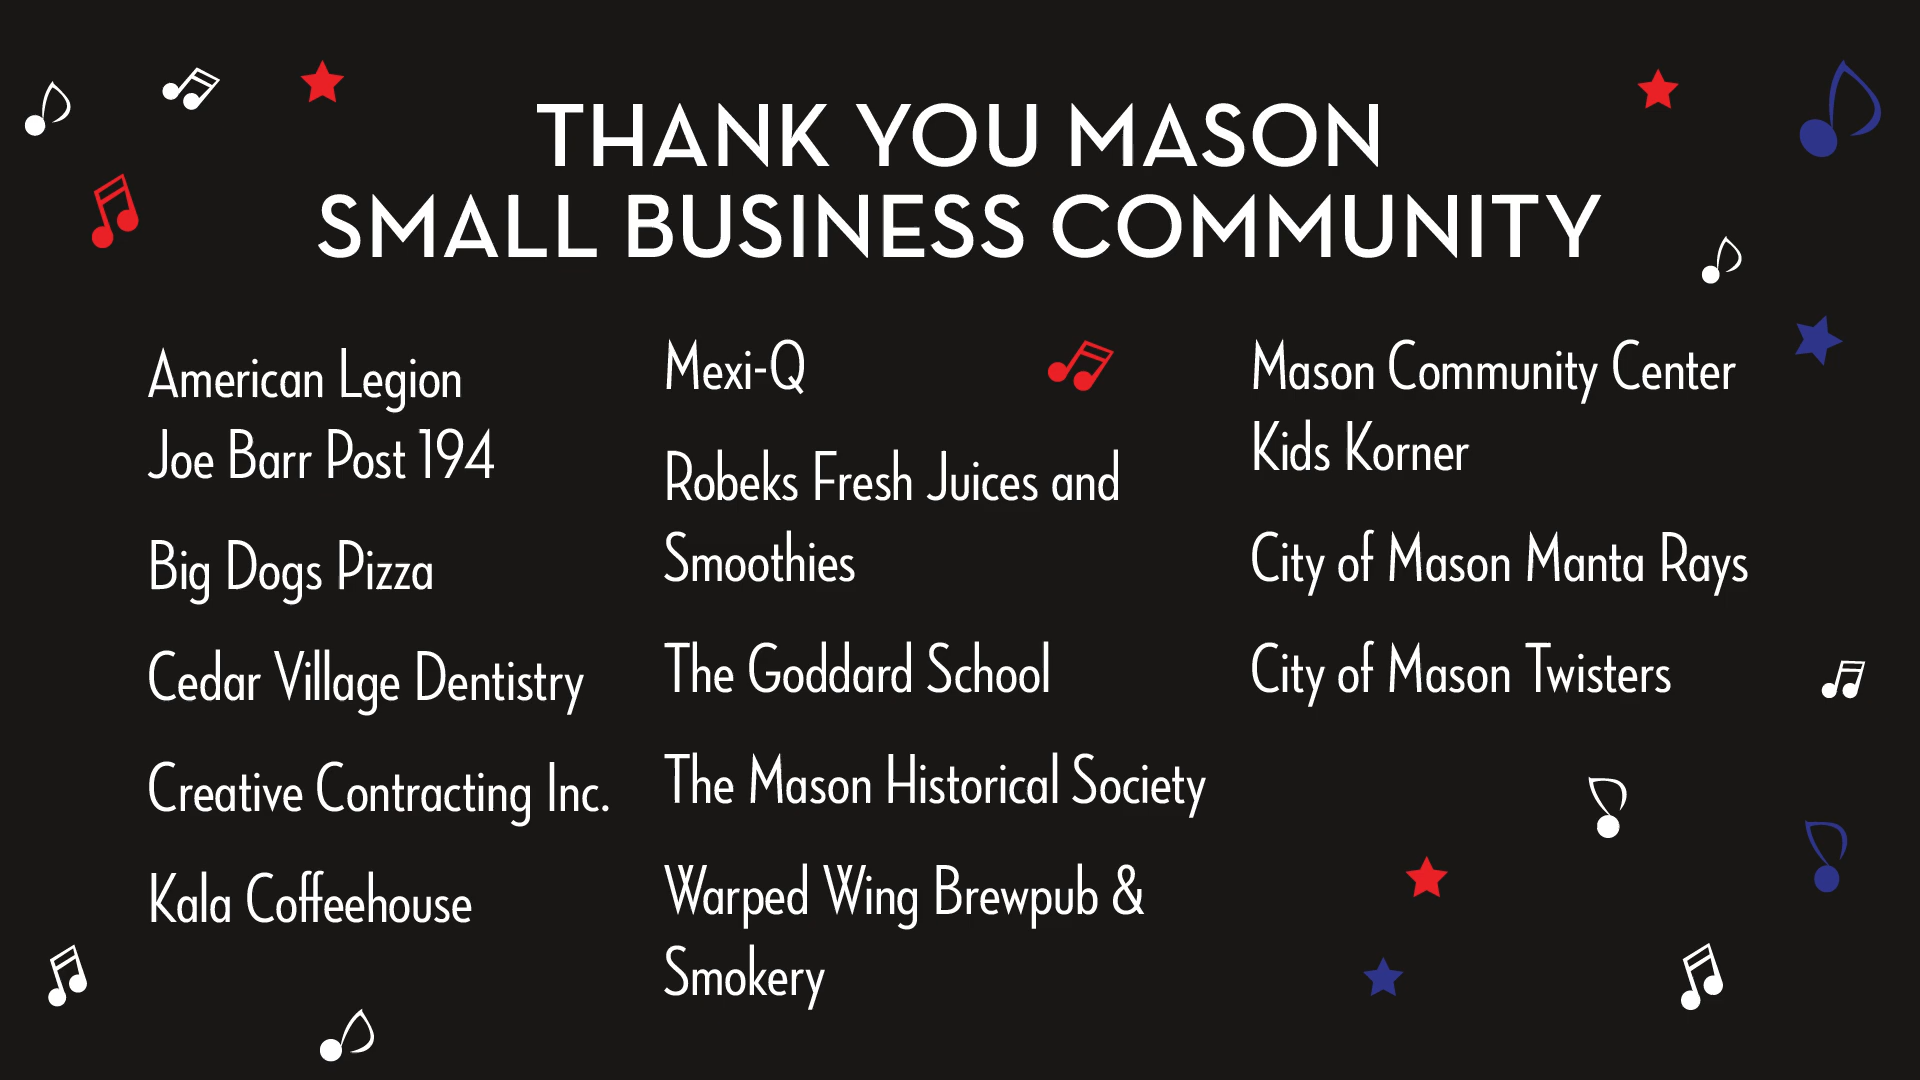 THANK YOU MASON
SMALL BUSINESS COMMUNITY
American Legion
Joe Barr Post 194
Big Dogs Pizza
Cedar Village Dentistry
Creative Contracting Inc.
Kala Coffeehouse
Mexi-Q
Robeks Fresh Juices and
Smoothies
The Goddard School
The Mason Historical Society
Warped Wing Brewpub &
Smokery
Mason Community Center
Kids Korner
City of Mason Manta Rays
City of Mason Twisters